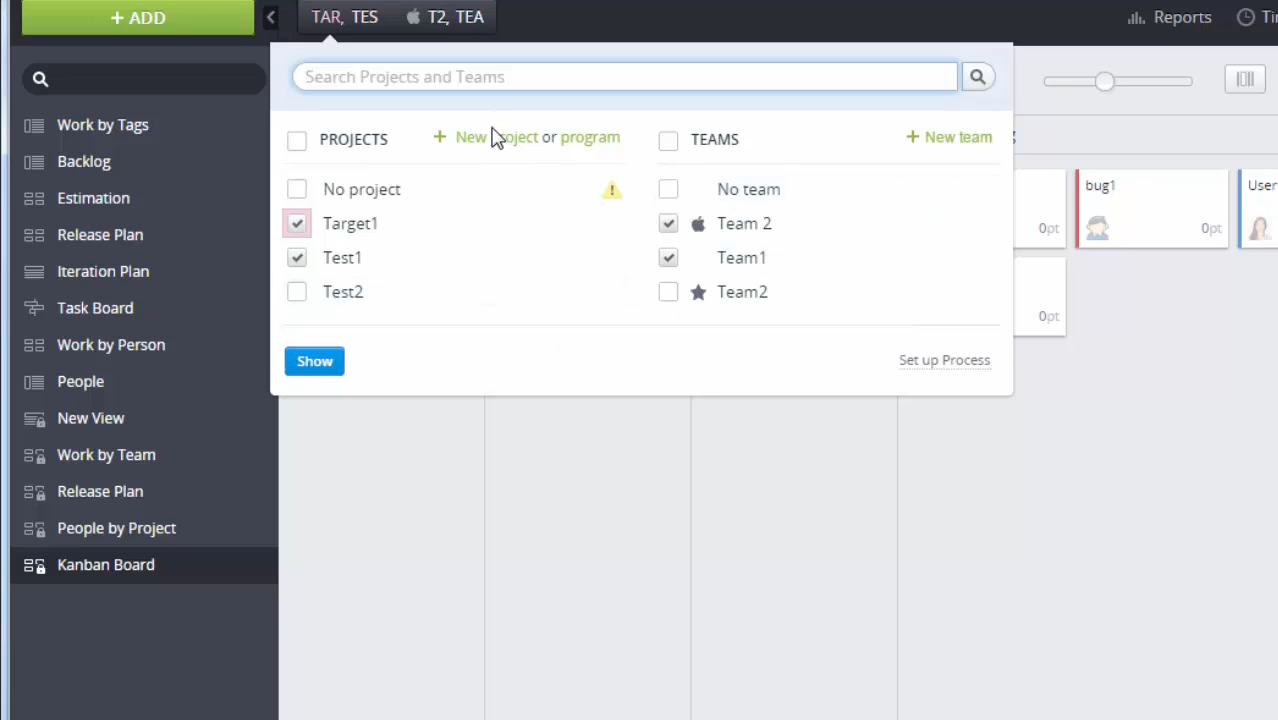 + ADD
TAR, TES
T2, TEA
Reports
Search Projects and Teams
Work by Tags
Backlog
Estimation
Release Plan
Iteration Plan
Task Board
Work by Person
People
New View
Work by Team
Release Plan
People by Project
Kanban Board
PROJECTS
+ New project or program
No project
Target1
Test1
Test2
TEAMS
+ New team
No team
Team 2
Team1
Team2
Show
Set up Process
0pt
bug1
0pt
User
0pt